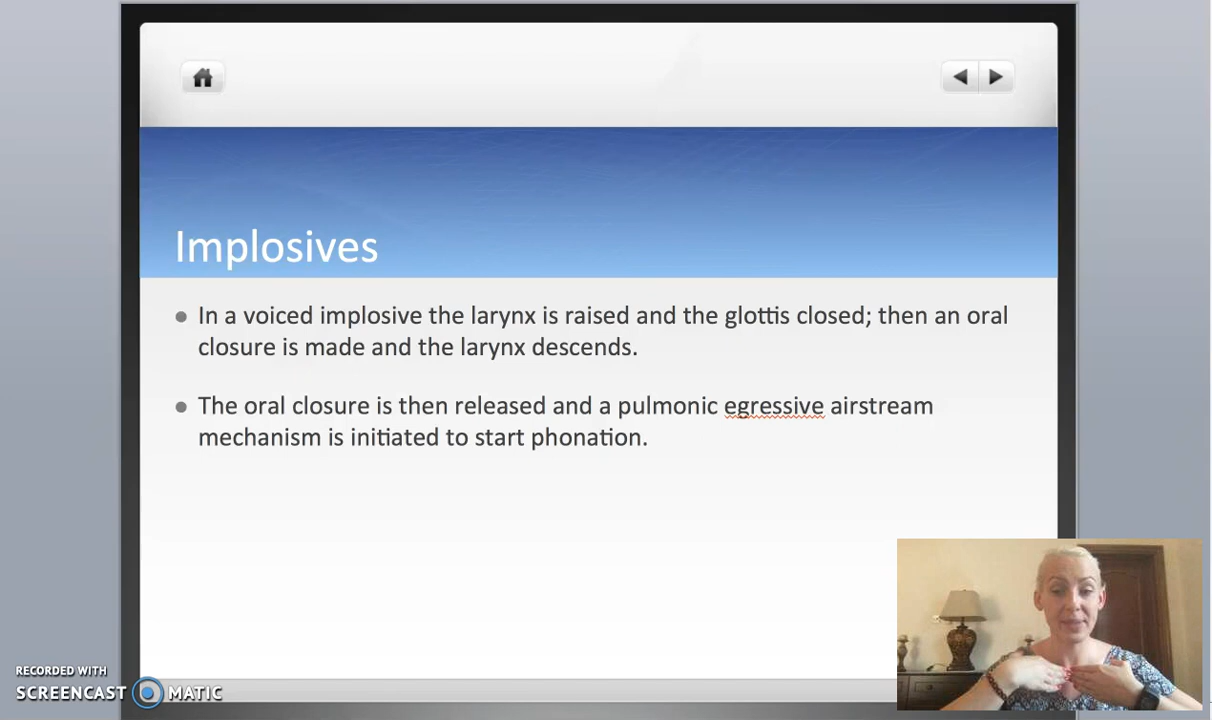 Implosives
In a voiced implosive the larynx is raised and the glottis closed; then an oral
closure is made and the larynx descends.
The oral closure is then released and a pulmonic egressive airstream
mechanism is initiated to start phonation.
RECORDED WITH
SCREENCAST MATIC